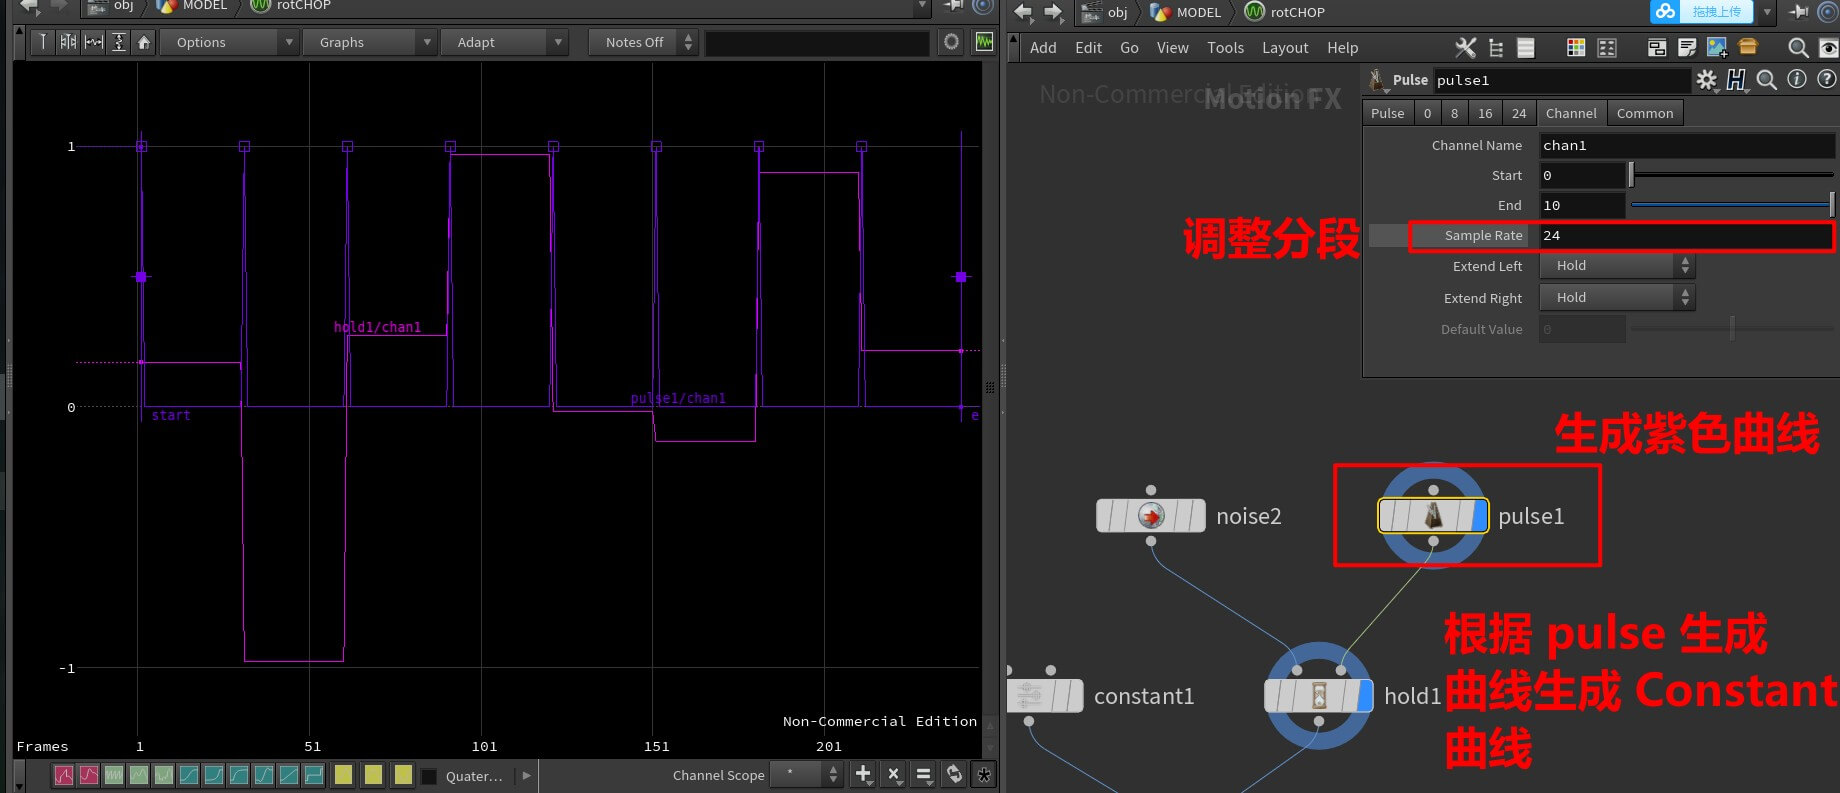 obj MODEL rotCHOP
Options Graphs Adapt Notes Off
1
hold1/chan1
pulse1/chan1
0
start
e
-1
Non-Commercial Edition
Frames 1 51 101 151 201
Quater...
Channel Scope *
obj MODEL rotCHOP
拖拽上传
Add Edit Go View Tools Layout Help
Non-Commercial Edition
Motion FX
Pulse pulse1
Pulse 0 8 16 24 Channel Common
Channel Name chan1
Start 0
End 10
Sample Rate 24
Extend Left Hold
Extend Right Hold
Default Value 0
调整分段
生成紫色曲线
noise2
pulse1
根据 pulse 生成
曲线生成 Constant
曲线
constant1
hold1